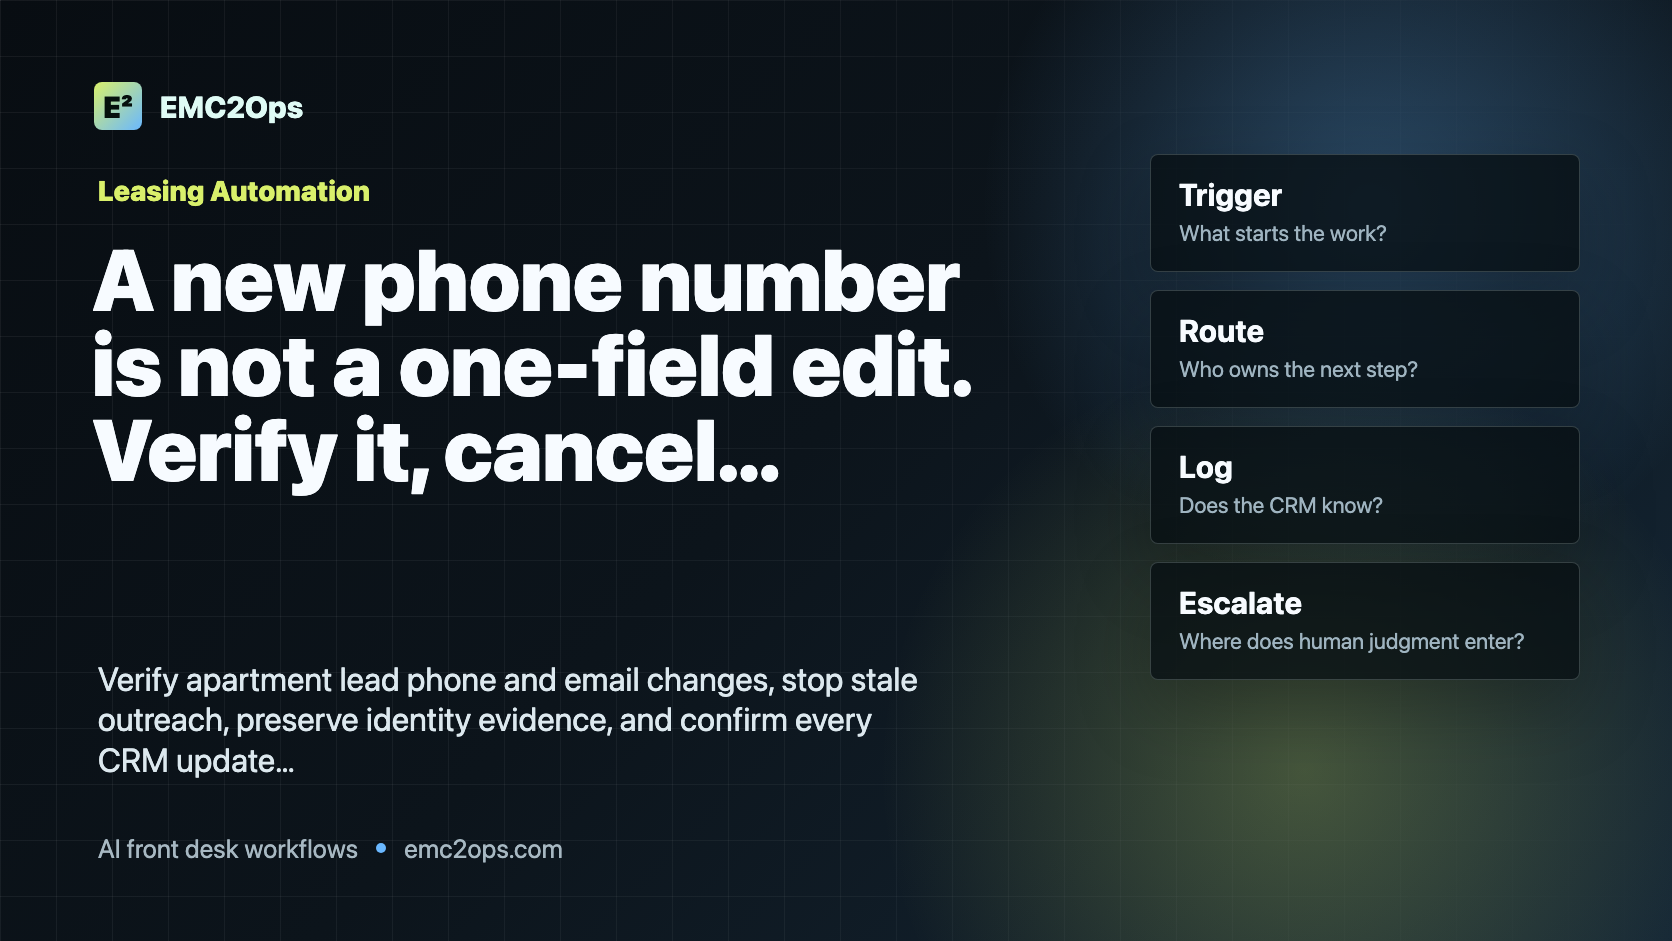 E²
EMC2Ops
Leasing Automation
A new phone number
is not a one-field edit.
Verify it, cancel...
Verify apartment lead phone and email changes, stop stale
outreach, preserve identity evidence, and confirm every
CRM update...
AI front desk workflows • emc2ops.com
Trigger
What starts the work?
Route
Who owns the next step?
Log
Does the CRM know?
Escalate
Where does human judgment enter?